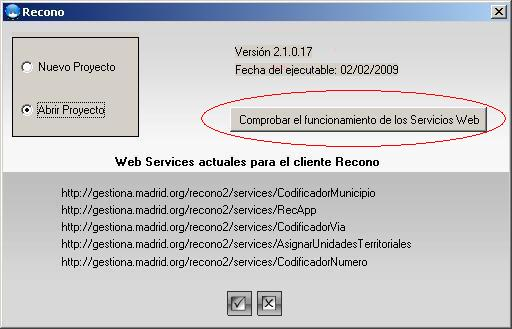 Recono
Nuevo Proyecto
Abrir Proyecto
Versión 2.1.0.17
Fecha del ejecutable: 02/02/2009
Comprobar el funcionamiento de los Servicios Web
Web Services actuales para el cliente Recono
http://gestiona.madrid.org/recono2/services/CodificadorMunicipio
http://gestiona.madrid.org/recono2/services/RecApp
http://gestiona.madrid.org/recono2/services/CodificadorVia
http://gestiona.madrid.org/recono2/services/AsignarUnidadesTerritoriales
http://gestiona.madrid.org/recono2/services/CodificadorNumero